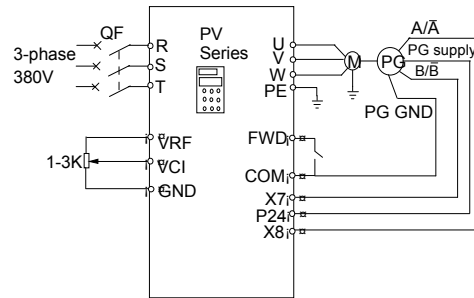 QF
3-phase
380V
R
S
T
PV
Series
U
V
W
PE
M
PG
A/A̅
PG supply
B/B̅
PG GND
1-3K
VRF
VCI
GND
FWD
COM
X7
P24
X8